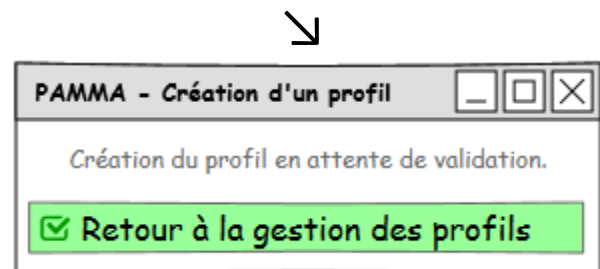 PAMMA - Création d'un profil
Création du profil en attente de validation.
Retour à la gestion des profils